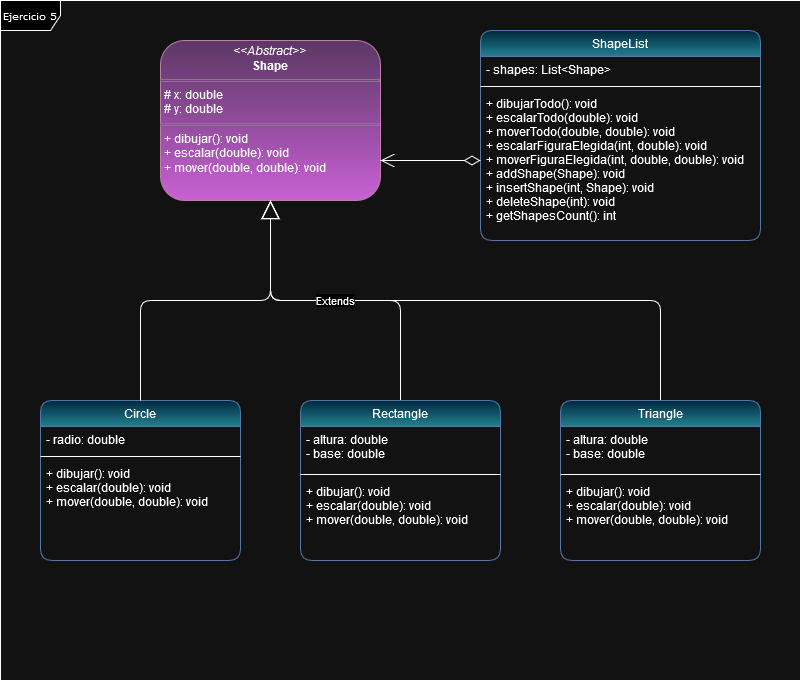 Ejercicio 5
<<Abstract>>
Shape
# x: double
# y: double
+ dibujar(): void
+ escalar(double): void
+ mover(double, double): void
ShapeList
- shapes: List<Shape>
+ dibujarTodo(): void
+ escalarTodo(double): void
+ moverTodo(double, double): void
+ escalarFiguraElegida(int, double): void
+ moverFiguraElegida(int, double, double): void
+ addShape(Shape): void
+ insertShape(int, Shape): void
+ deleteShape(int): void
+ getShapesCount(): int
Extends
Circle
- radio: double
+ dibujar(): void
+ escalar(double): void
+ mover(double, double): void
Rectangle
- altura: double
- base: double
+ dibujar(): void
+ escalar(double): void
+ mover(double, double): void
Triangle
- altura: double
- base: double
+ dibujar(): void
+ escalar(double): void
+ mover(double, double): void